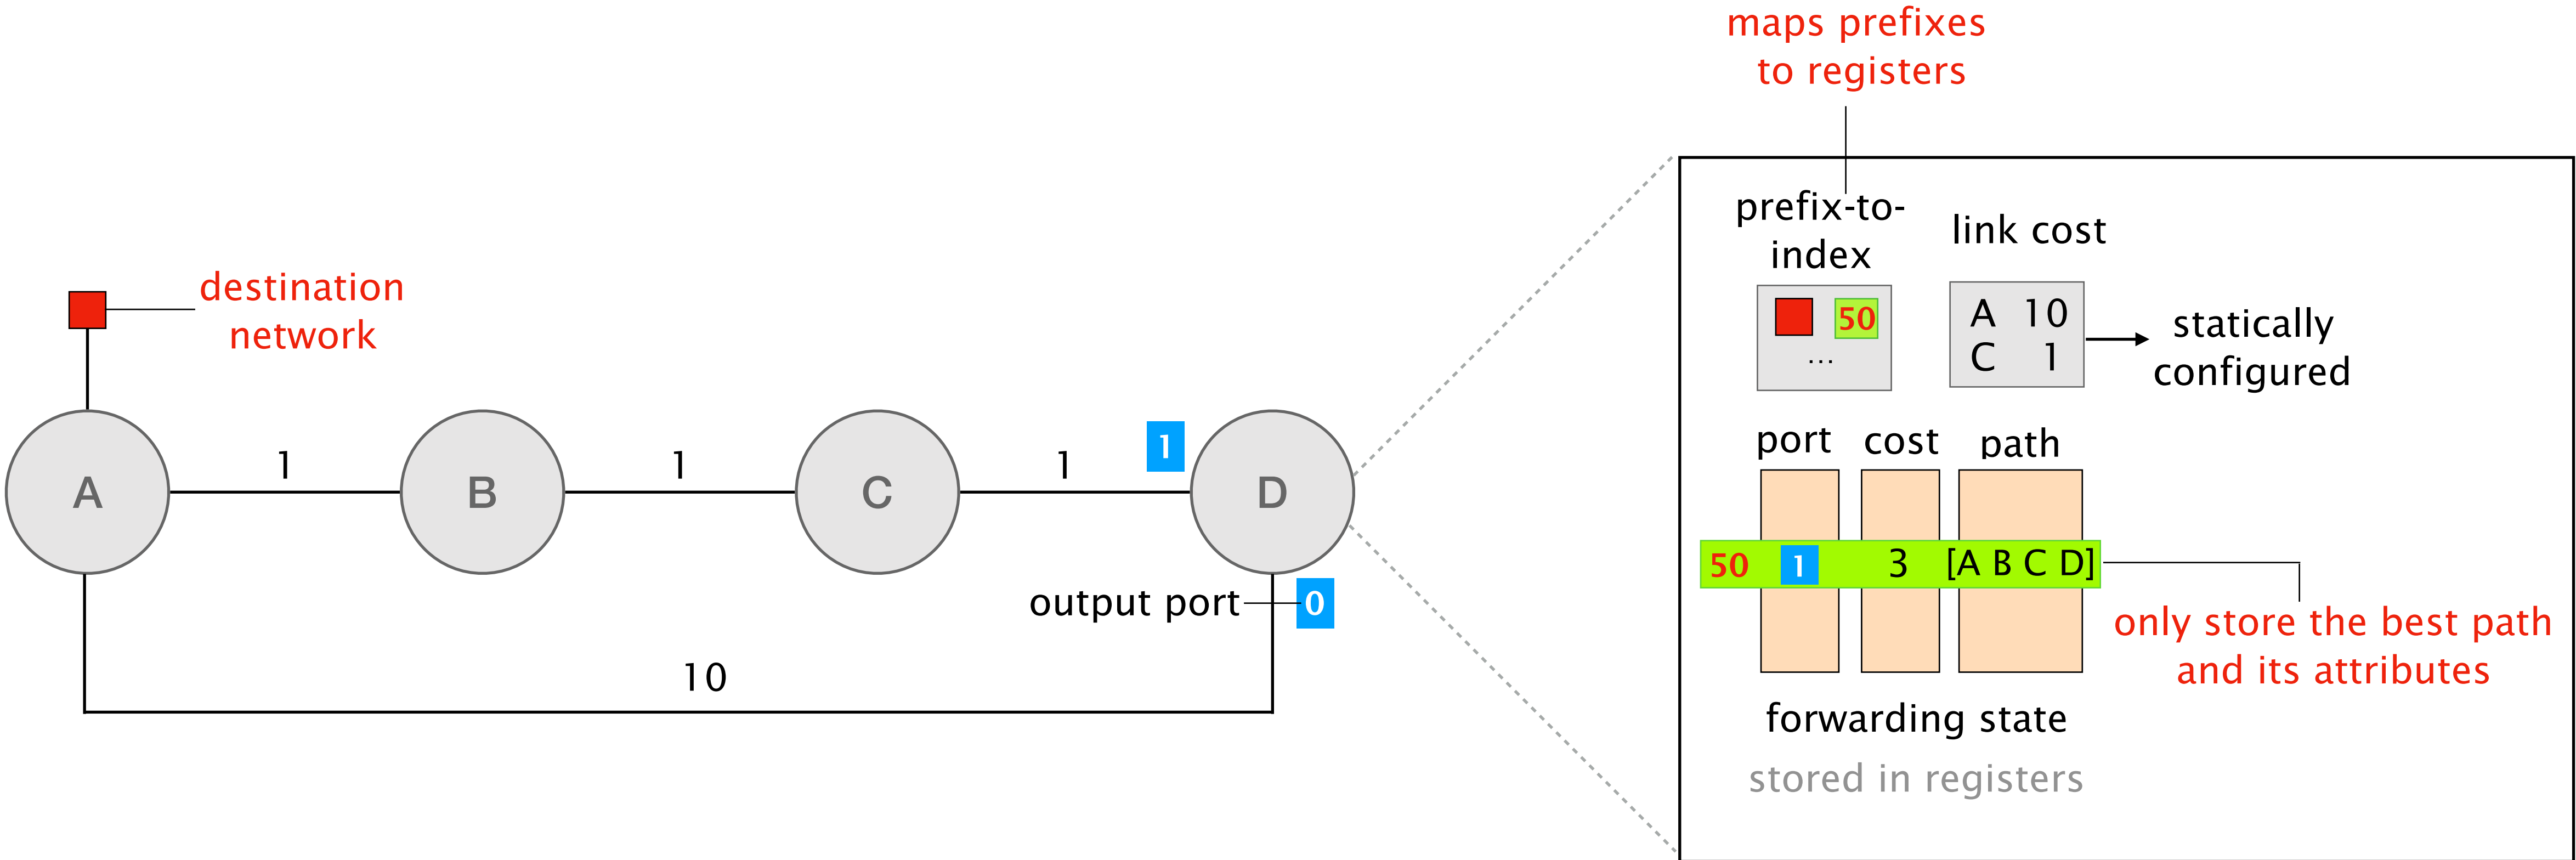 maps prefixes
to registers
prefix-to-
index
link cost
50
...
A 10
C 1
statically
configured
destination
network
A
1
B
1
C
1
1
D
output port
0
10
port cost path
50 1 3 [A B C D]
only store the best path
and its attributes
forwarding state
stored in registers